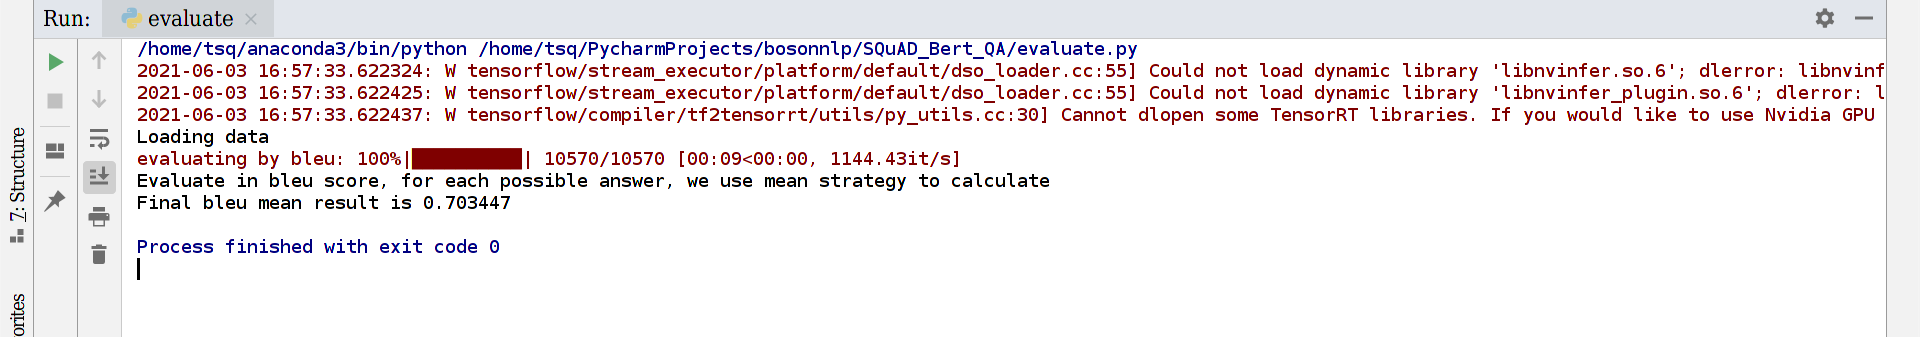 Run: evaluate
/home/tsq/anaconda3/bin/python /home/tsq/PycharmProjects/bosonnlp/SQuAD_Bert_QA/evaluate.py
2021-06-03 16:57:33.622324: W tensorflow/stream_executor/platform/default/dso_loader.cc:55] Could not load dynamic library 'libnvinfer.so.6'; dlerror: libnvinf
2021-06-03 16:57:33.622425: W tensorflow/stream_executor/platform/default/dso_loader.cc:55] Could not load dynamic library 'libnvinfer_plugin.so.6'; dlerror: l
2021-06-03 16:57:33.622437: W tensorflow/compiler/tf2tensorrt/utils/py_utils.cc:30] Cannot dlopen some TensorRT libraries. If you would like to use Nvidia GPU
Loading data
evaluating by bleu: 100%|██████████| 10570/10570 [00:09<00:00, 1144.43it/s]
Evaluate in bleu score, for each possible answer, we use mean strategy to calculate
Final bleu mean result is 0.703447
Process finished with exit code 0
7: Structure
orites